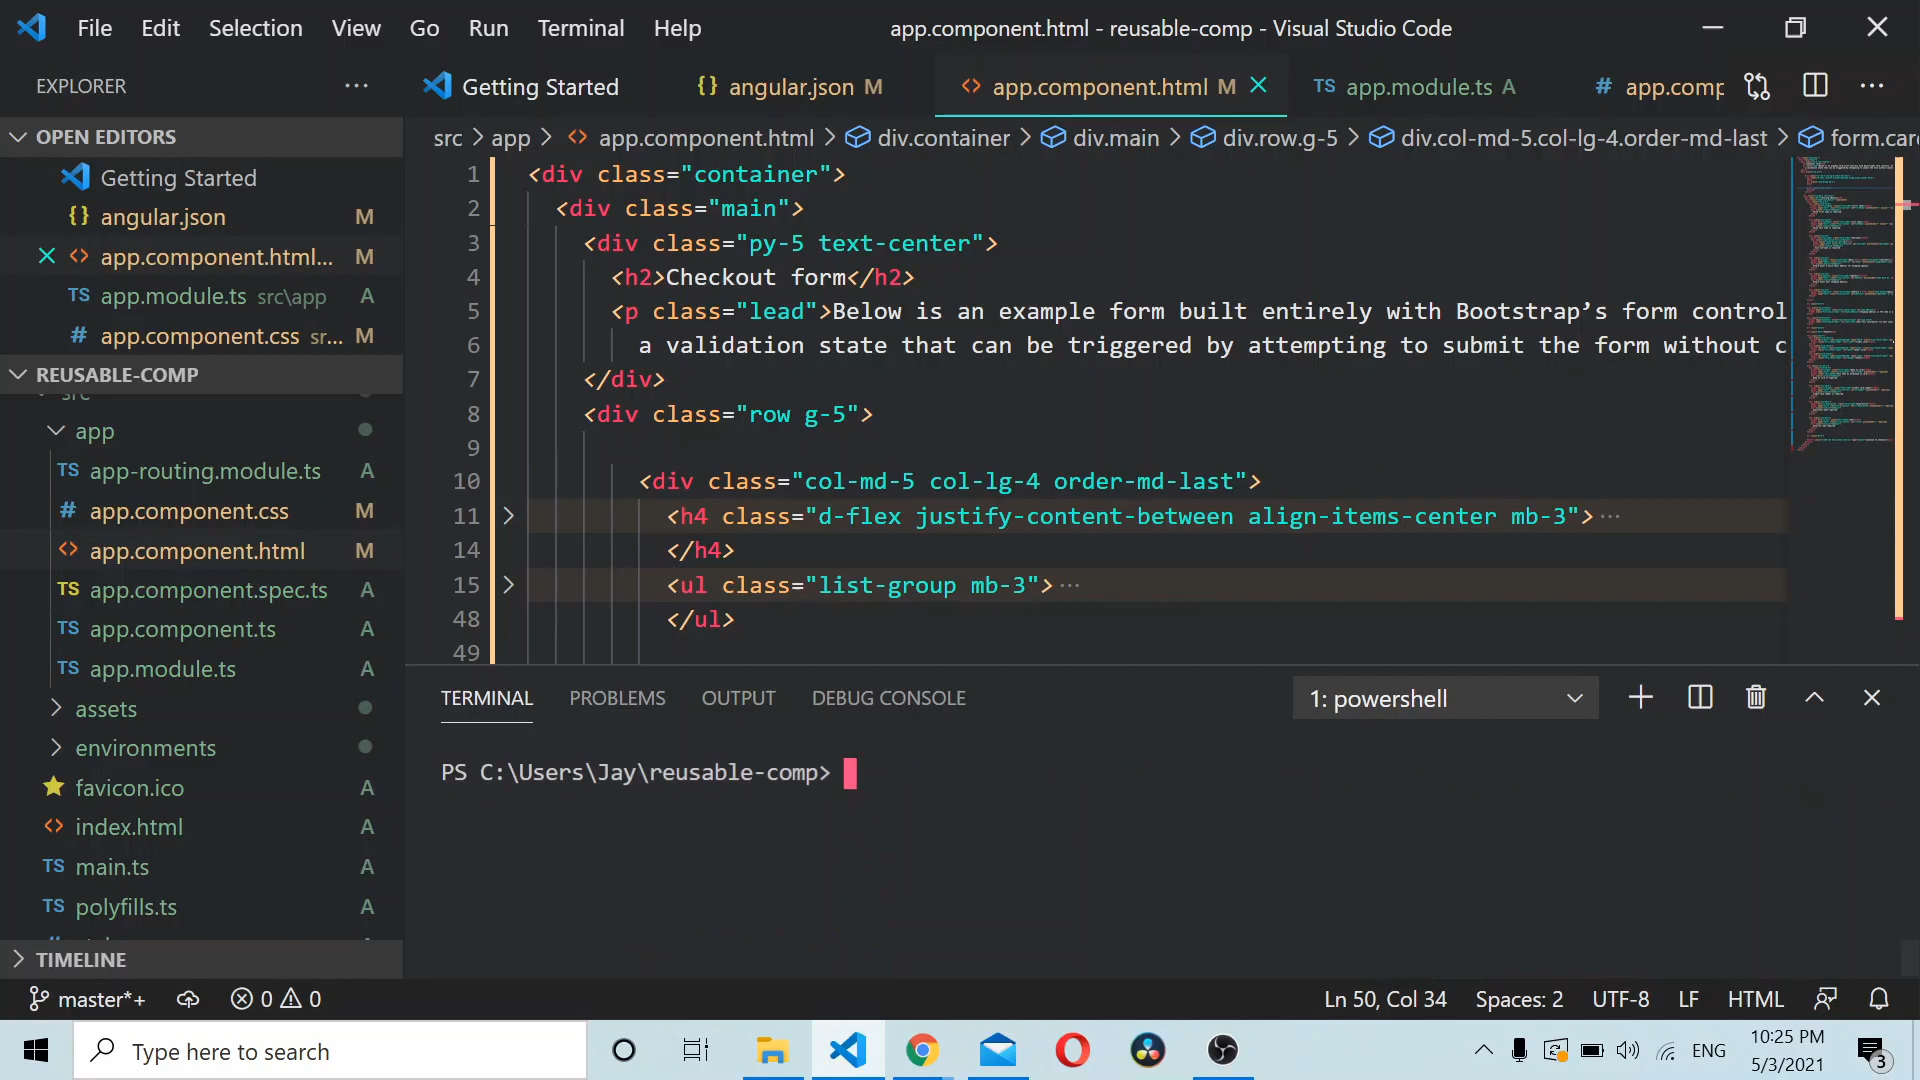 File Edit Selection View Go Run Terminal Help
app.component.html - reusable-comp - Visual Studio Code
EXPLORER
Getting Started
{} angular.json M
<> app.component.html M
TS app.module.ts A
# app.comp
OPEN EDITORS
Getting Started
{} angular.json M
<> app.component.html... M
TS app.module.ts src\app A
# app.component.css sr... M
REUSABLE-COMP
src
app
TS app-routing.module.ts A
# app.component.css M
<> app.component.html M
TS app.component.spec.ts A
TS app.component.ts A
TS app.module.ts A
assets
environments
favicon.ico A
<> index.html A
TS main.ts A
TS polyfills.ts A
TIMELINE
src > app > <> app.component.html > div.container > div.main > div.row.g-5 > div.col-md-5.col-lg-4.order-md-last > form.car
1 <div class="container">
2 <div class="main">
3 <div class="py-5 text-center">
4 <h2>Checkout form</h2>
5 <p class="lead">Below is an example form built entirely with Bootstrap’s form control
6 a validation state that can be triggered by attempting to submit the form without c
7 </div>
8 <div class="row g-5">
9
10 <div class="col-md-5 col-lg-4 order-md-last">
11 <h4 class="d-flex justify-content-between align-items-center mb-3">...
14 </h4>
15 <ul class="list-group mb-3">...
48 </ul>
49
TERMINAL PROBLEMS OUTPUT DEBUG CONSOLE
1: powershell
PS C:\Users\Jay\reusable-comp>
master*+ 0 0
Ln 50, Col 34 Spaces: 2 UTF-8 LF HTML
Type here to search
ENG
10:25 PM
5/3/2021
3